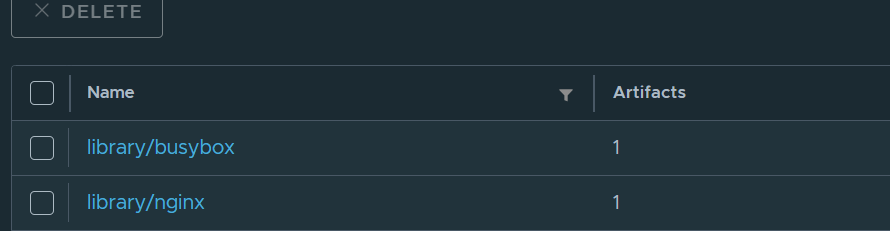 DELETE
Name Artifacts
library/busybox 1
library/nginx 1